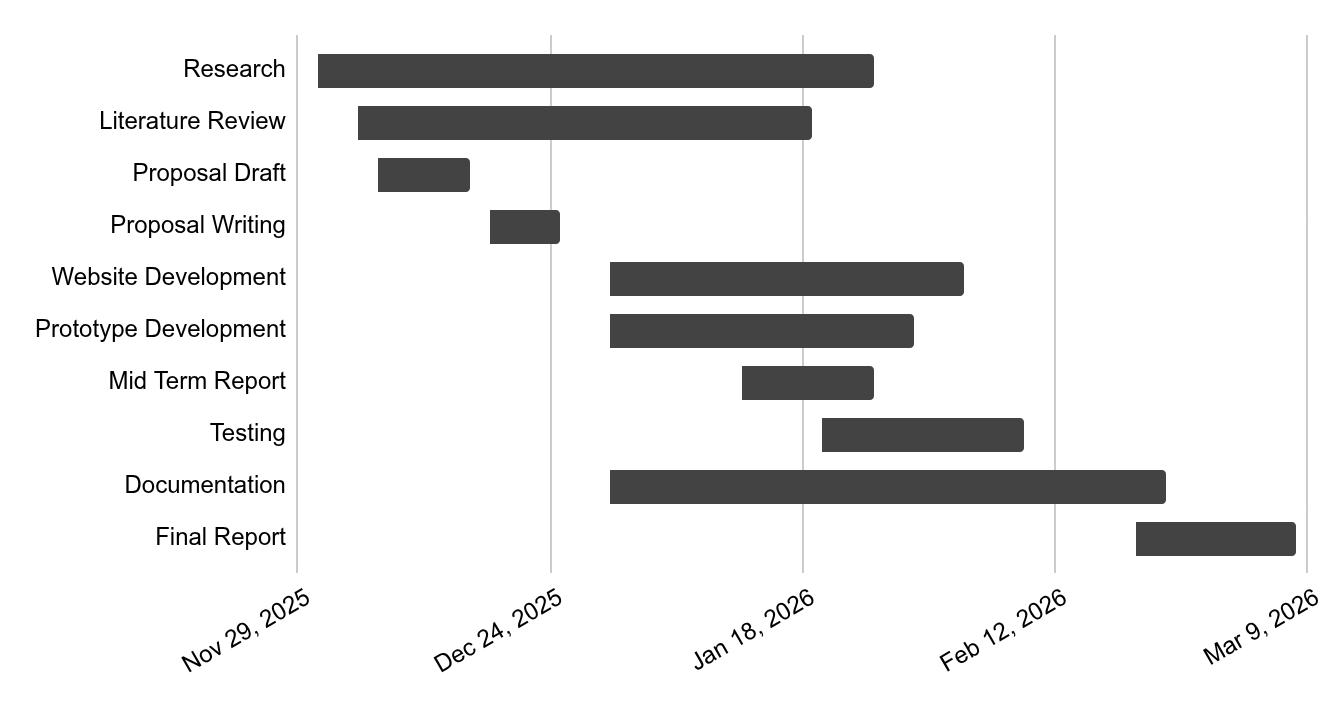 Research
Literature Review
Proposal Draft
Proposal Writing
Website Development
Prototype Development
Mid Term Report
Testing
Documentation
Final Report
Nov 29, 2025
Dec 24, 2025
Jan 18, 2026
Feb 12, 2026
Mar 9, 2026